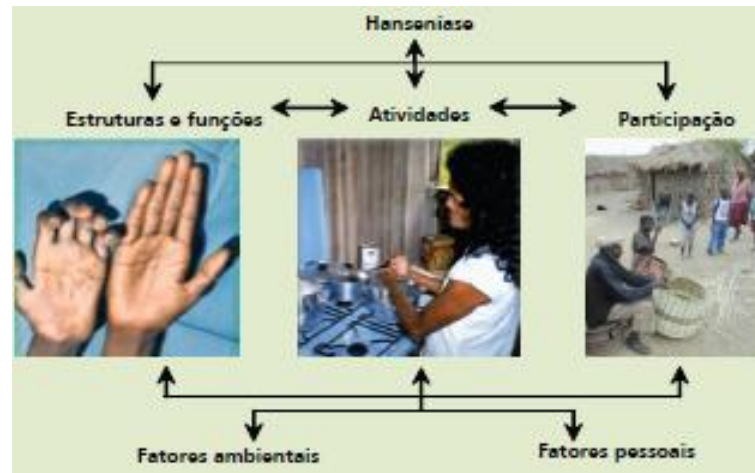 Hanseníase
Estruturas e funções
Atividades
Participação
Fatores ambientais
Fatores pessoais